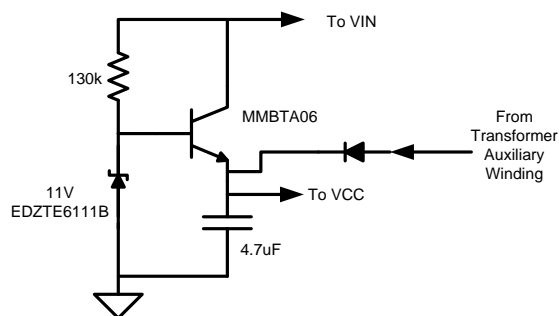 To VIN
130k
MMBTA06
From
Transformer
Auxiliary
Winding
11V
EDZTE6111B
To VCC
4.7uF